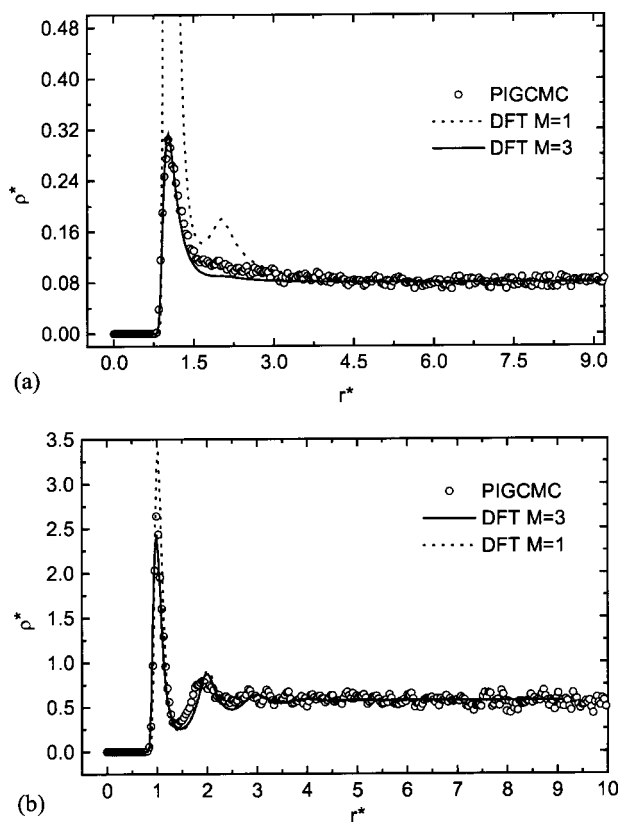 0.48
0.40
0.32
0.24
0.16
0.08
0.00
ρ*
PIGCMC
DFT M=1
DFT M=3
0.0 1.5 3.0 4.5 6.0 7.5 9.0
r*
(a)
3.5
3.0
2.5
2.0
1.5
1.0
0.5
0.0
ρ*
PIGCMC
DFT M=3
DFT M=1
0 1 2 3 4 5 6 7 8 9 10
r*
(b)